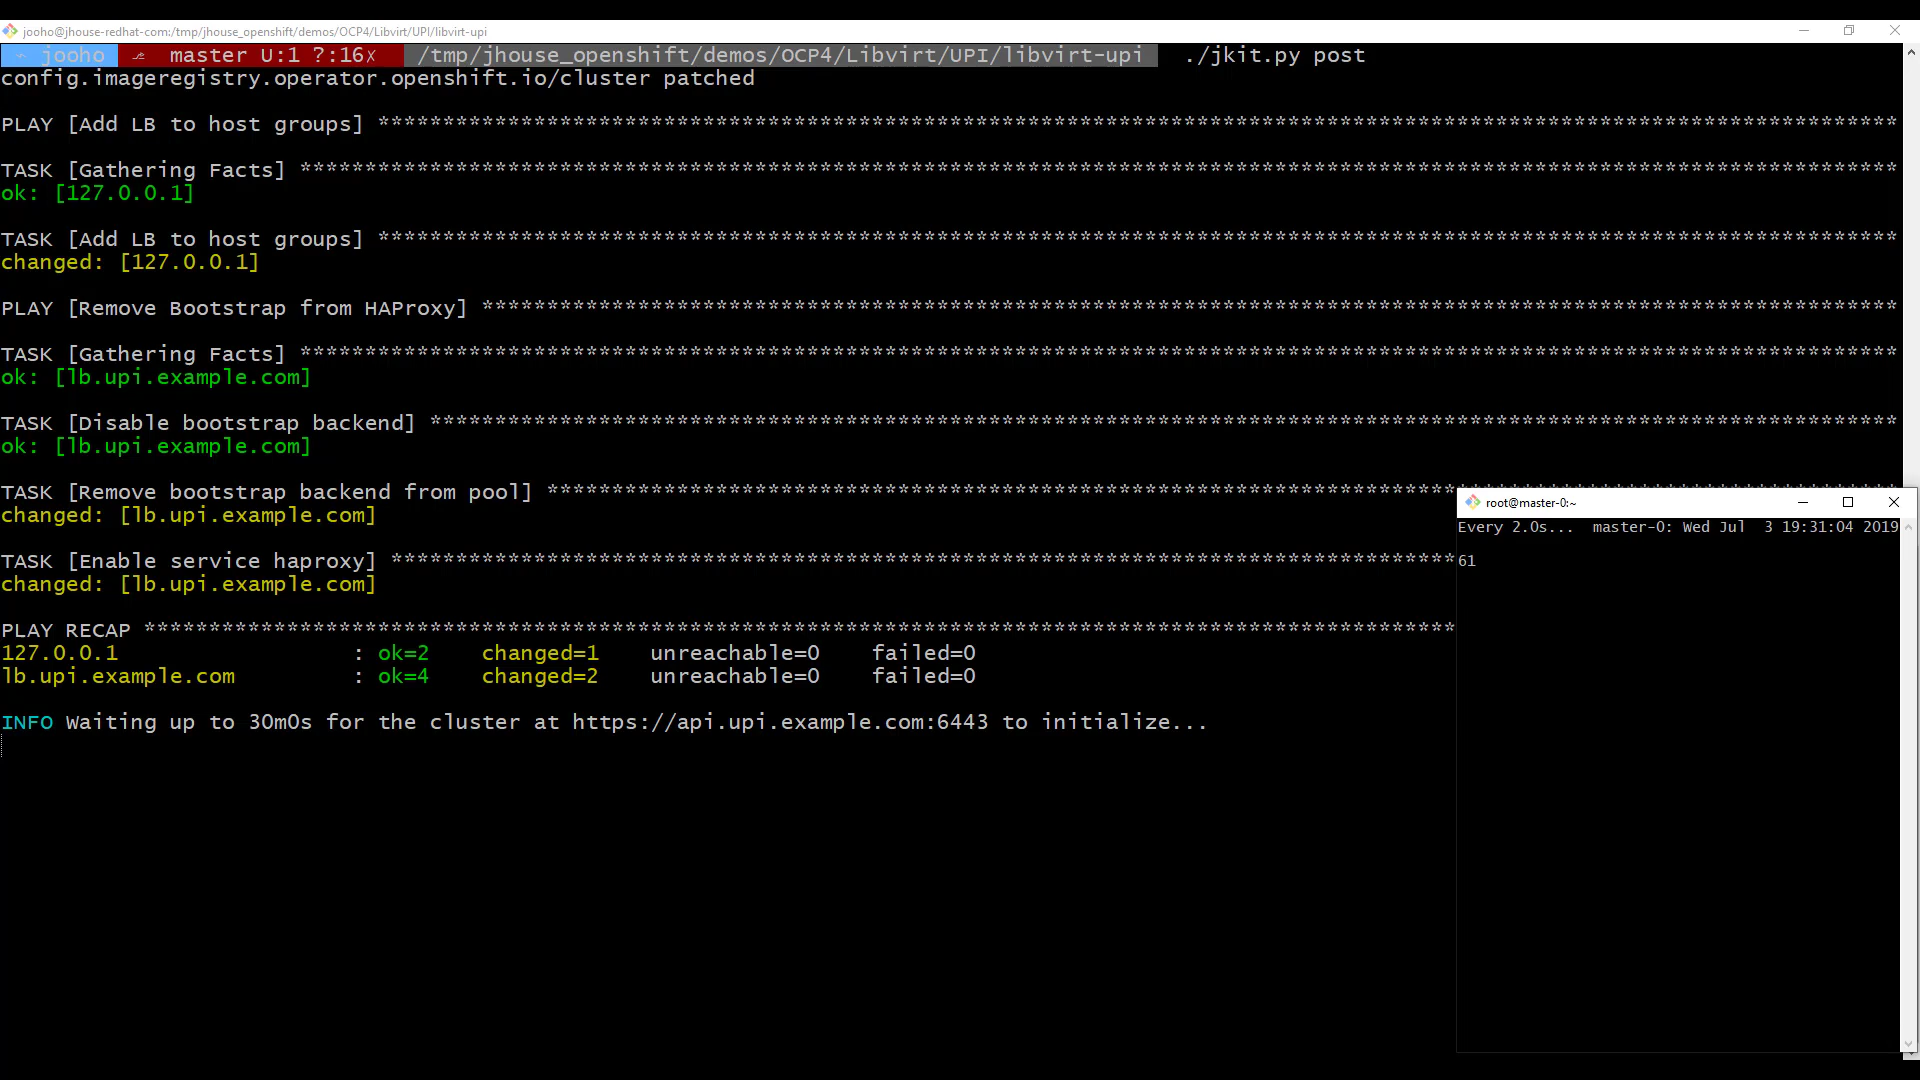 jooho@jhouse-redhat-com:/tmp/jhouse_openshift/demos/OCP4/Libvirt/UPI/libvirt-upi
~ jooho master U:1 ?:16✗ /tmp/jhouse_openshift/demos/OCP4/Libvirt/UPI/libvirt-upi ./jkit.py post
config.imageregistry.operator.openshift.io/cluster patched
PLAY [Add LB to host groups] *********************************************************************************************************************
TASK [Gathering Facts] ***************************************************************************************************************************
ok: [127.0.0.1]
TASK [Add LB to host groups] *********************************************************************************************************************
changed: [127.0.0.1]
PLAY [Remove Bootstrap from HAProxy] *************************************************************************************************************
TASK [Gathering Facts] ***************************************************************************************************************************
ok: [lb.upi.example.com]
TASK [Disable bootstrap backend] *****************************************************************************************************************
ok: [lb.upi.example.com]
TASK [Remove bootstrap backend from pool] **********************************************************************
changed: [lb.upi.example.com]
TASK [Enable service haproxy] **********************************************************************************
changed: [lb.upi.example.com]
PLAY RECAP *****************************************************************************************************
127.0.0.1 : ok=2 changed=1 unreachable=0 failed=0
lb.upi.example.com : ok=4 changed=2 unreachable=0 failed=0
INFO Waiting up to 30m0s for the cluster at https://api.upi.example.com:6443 to initialize...
root@master-0:~
Every 2.0s... master-0: Wed Jul 3 19:31:04 2019
61